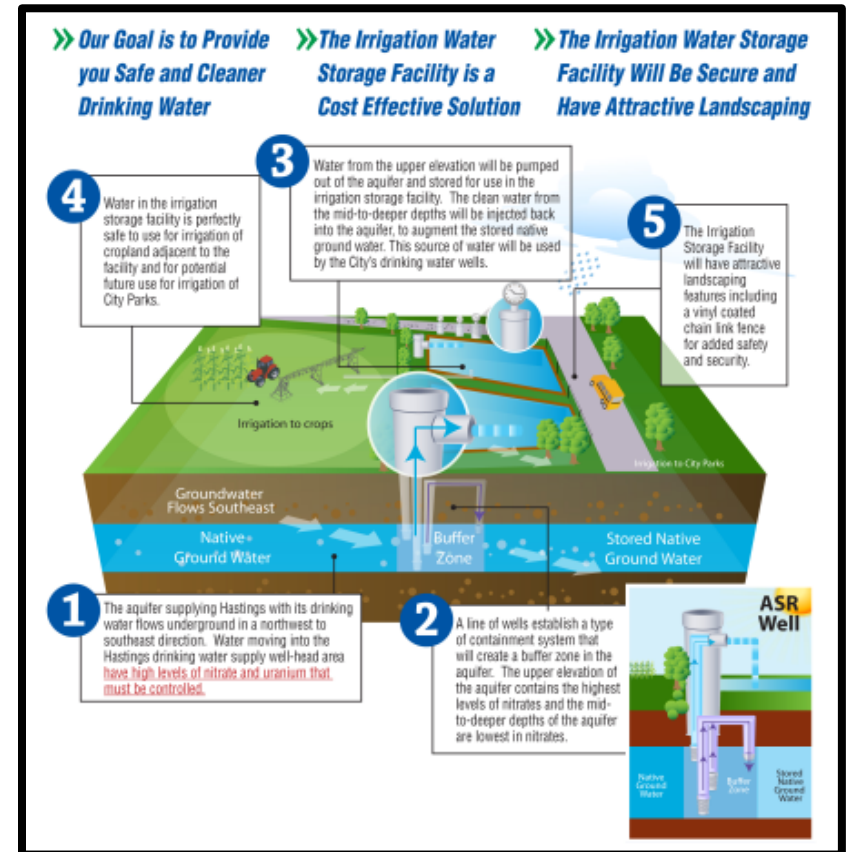 Our Goal is to Provide
you Safe and Cleaner
Drinking Water
The Irrigation Water
Storage Facility is a
Cost Effective Solution
The Irrigation Water Storage
Facility Will Be Secure and
Have Attractive Landscaping
4
Water in the irrigation
storage facility is perfectly
safe to use for irrigation of
cropland adjacent to the
facility and for potential
future use for irrigation of
City Parks.
3
Water from the upper elevation will be pumped
out of the aquifer and stored for use in the
irrigation storage facility. The clean water from
the mid-to-deeper depths will be injected back
into the aquifer, to augment the stored native
ground water. This source of water will be used
by the City's drinking water wells.
5
The Irrigation
Storage Facility
will have attractive
landscaping
features including
a vinyl coated
chain link fence
for added safety
and security.
Irrigation to crops
Irrigation to City Parks
Groundwater
Flows Southeast
Native
Ground Water
Buffer
Zone
Stored Native
Ground Water
1
The aquifer supplying Hastings with its drinking
water flows underground in a northwest to
southeast direction. Water moving into the
Hastings drinking water supply well-head area
have high levels of nitrate and uranium that
must be controlled.
2
A line of wells establish a type
of containment system that
will create a buffer zone in the
aquifer. The upper elevation of
the aquifer contains the highest
levels of nitrates and the mid-
to-deeper depths of the aquifer
are lowest in nitrates.
ASR
Well
Native
Ground
Water
Buffer
Zone
Stored
Native
Ground
Water